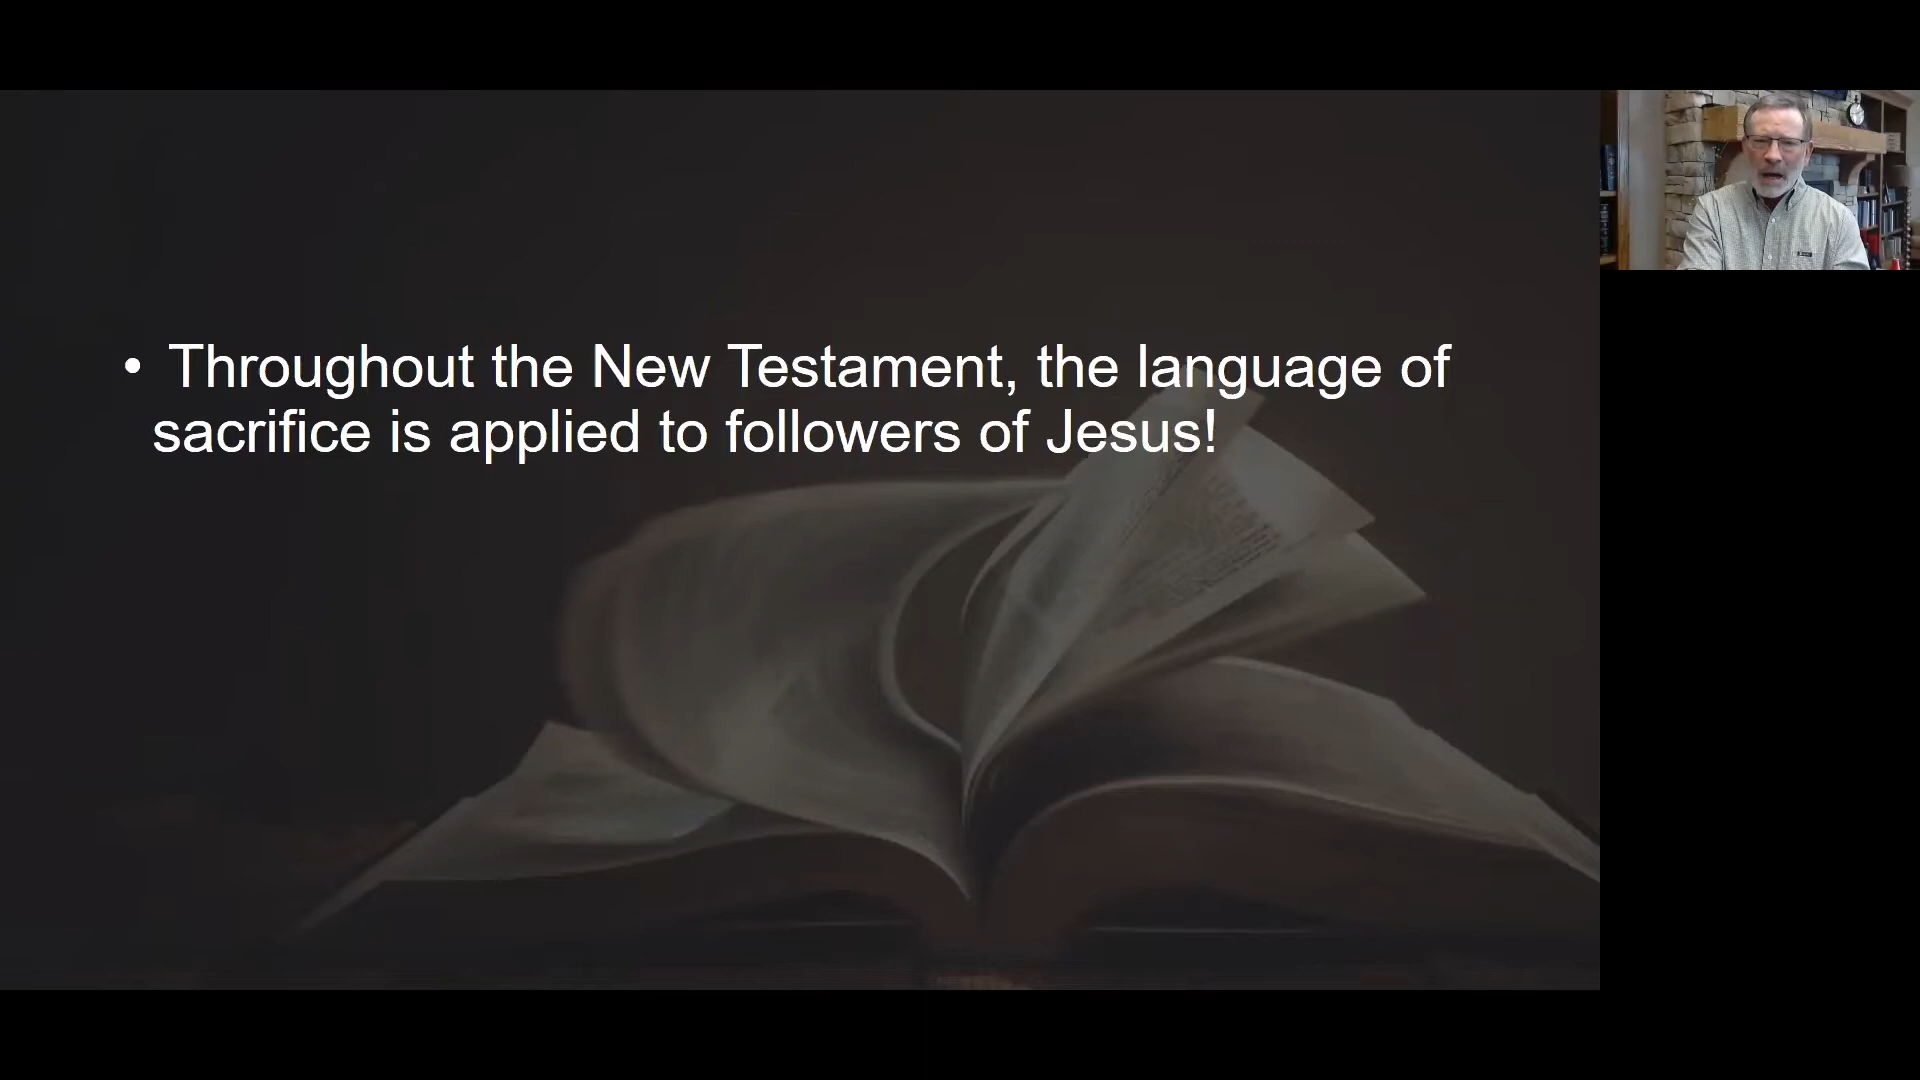 • Throughout the New Testament, the language of
sacrifice is applied to followers of Jesus!